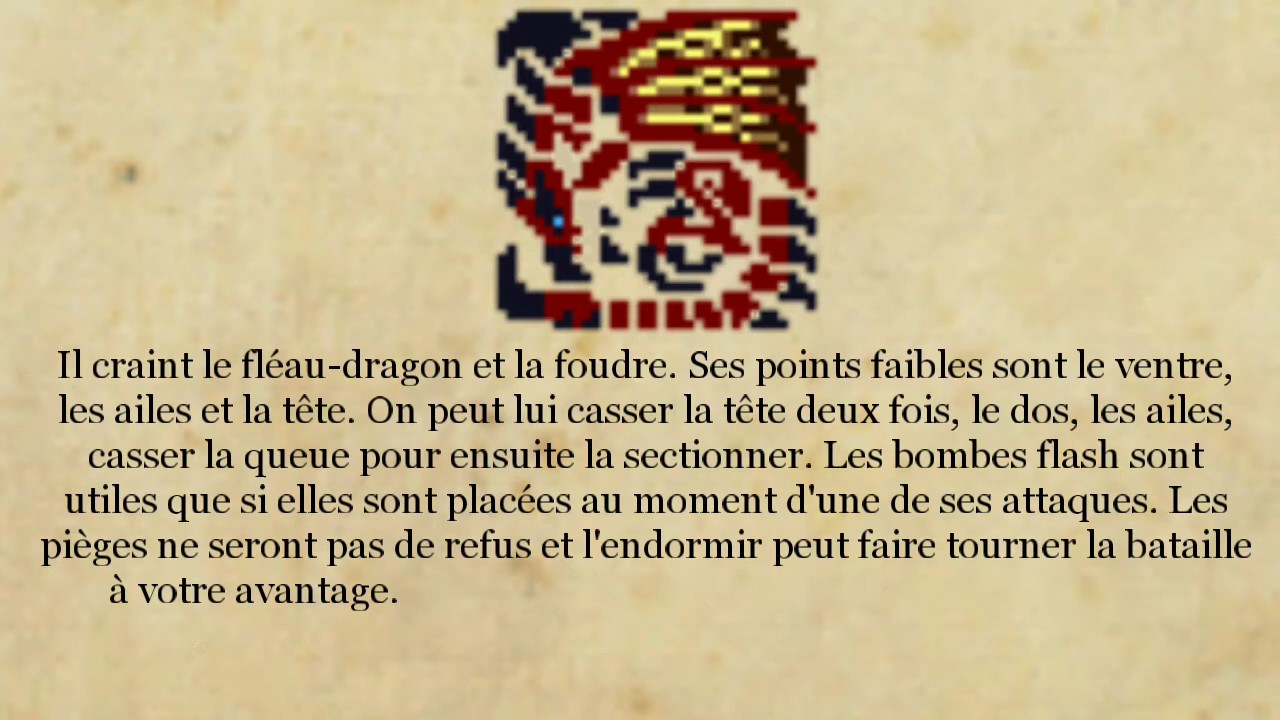 Il craint le fléau-dragon et la foudre. Ses points faibles sont le ventre,
les ailes et la tête. On peut lui casser la tête deux fois, le dos, les ailes,
casser la queue pour ensuite la sectionner. Les bombes flash sont
utiles que si elles sont placées au moment d'une de ses attaques. Les
pièges ne seront pas de refus et l'endormir peut faire tourner la bataille
à votre avantage.